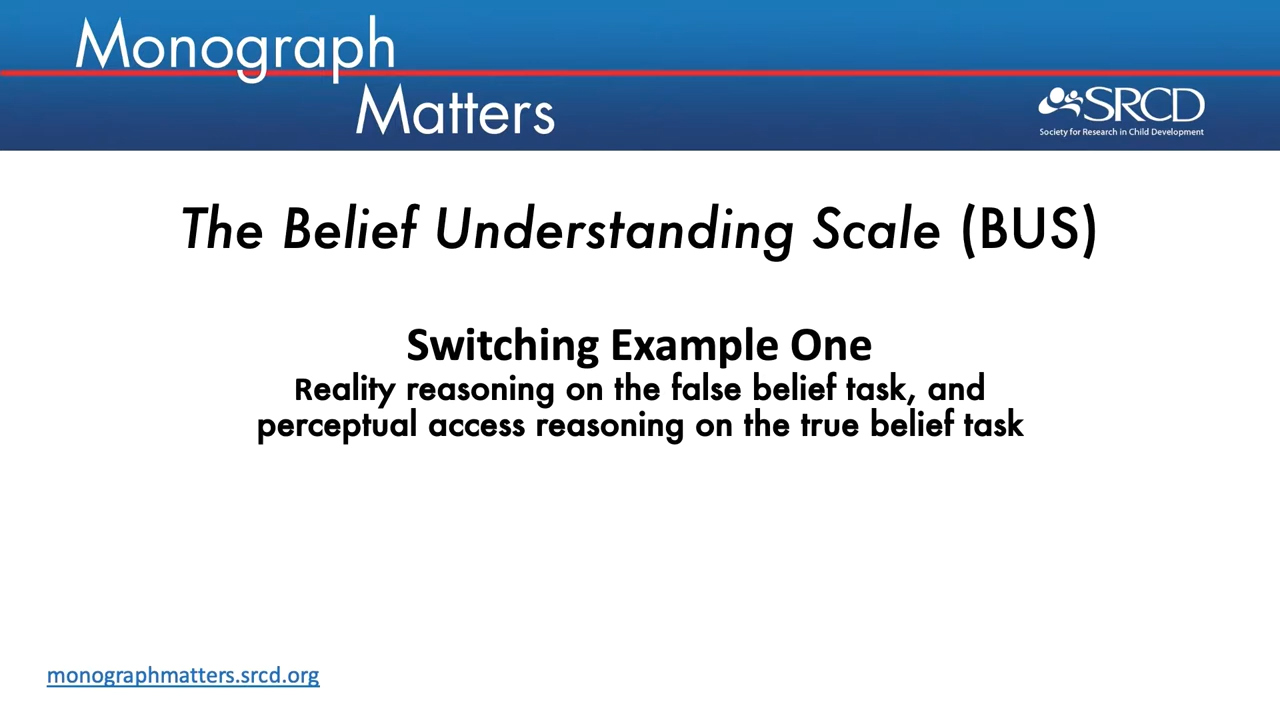 Monograph
Matters
SRCD
Society for Research in Child Development
The Belief Understanding Scale (BUS)
Switching Example One
Reality reasoning on the false belief task, and
perceptual access reasoning on the true belief task
monographmatters.srcd.org